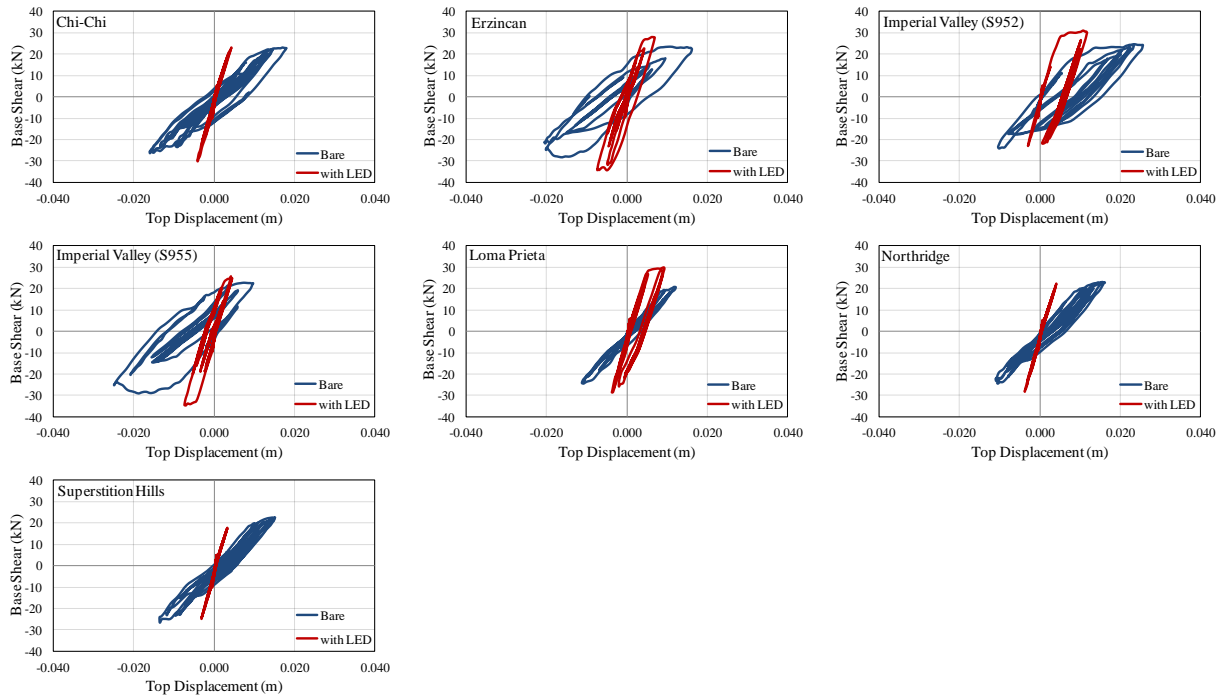 Chi-Chi
40
30
20
10
0
-10
-20
-30
-40
Base Shear (kN)
Bare
with LED
-0.040 -0.020 0.000 0.020 0.040
Top Displacement (m)
Erzincan
40
30
20
10
0
-10
-20
-30
-40
Base Shear (kN)
Bare
with LED
-0.040 -0.020 0.000 0.020 0.040
Top Displacement (m)
Imperial Valley (S952)
40
30
20
10
0
-10
-20
-30
-40
Base Shear (kN)
Bare
with LED
-0.040 -0.020 0.000 0.020 0.040
Top Displacement (m)
Imperial Valley (S955)
40
30
20
10
0
-10
-20
-30
-40
Base Shear (kN)
Bare
with LED
-0.040 -0.020 0.000 0.020 0.040
Top Displacement (m)
Loma Prieta
40
30
20
10
0
-10
-20
-30
-40
Base Shear (kN)
Bare
with LED
-0.040 -0.020 0.000 0.020 0.040
Top Displacement (m)
Northridge
40
30
20
10
0
-10
-20
-30
-40
Base Shear (kN)
Bare
with LED
-0.040 -0.020 0.000 0.020 0.040
Top Displacement (m)
Superstition Hills
40
30
20
10
0
-10
-20
-30
-40
Base Shear (kN)
Bare
with LED
-0.040 -0.020 0.000 0.020 0.040
Top Displacement (m)